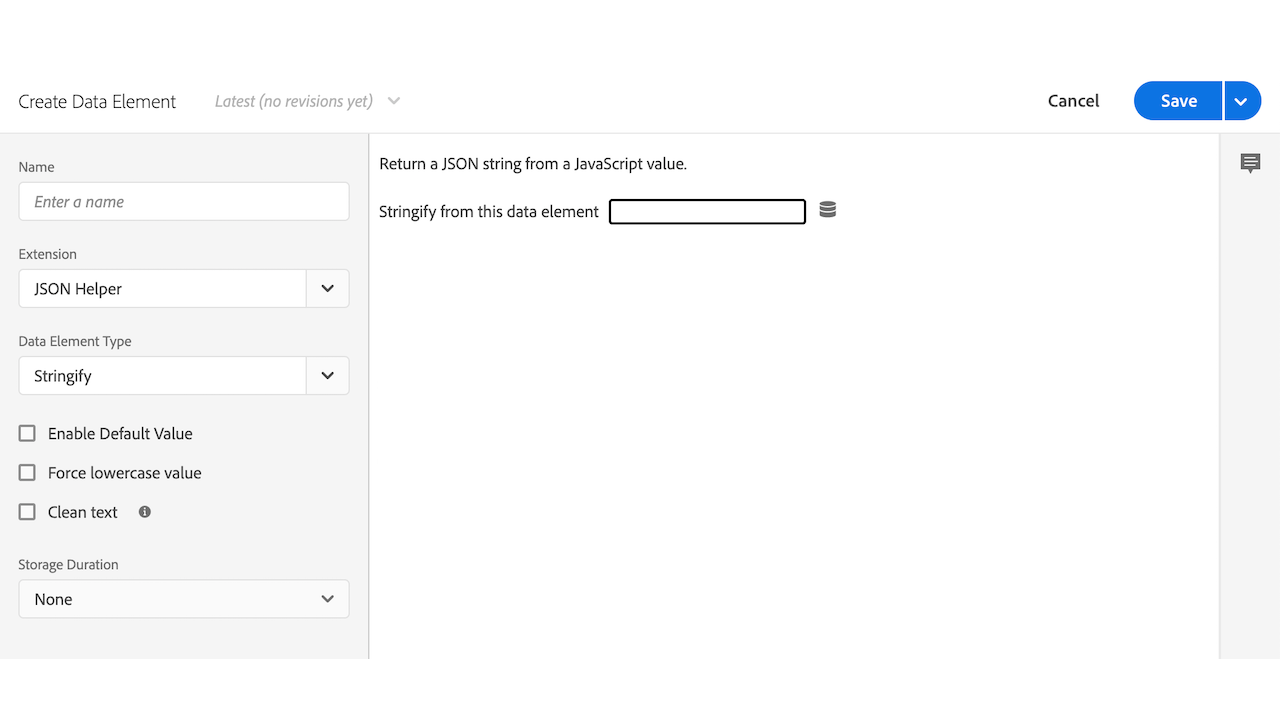 Create Data Element
Latest (no revisions yet)
Cancel
Save
Name
Enter a name
Extension
JSON Helper
Data Element Type
Stringify
Enable Default Value
Force lowercase value
Clean text
Storage Duration
None
Return a JSON string from a JavaScript value.
Stringify from this data element